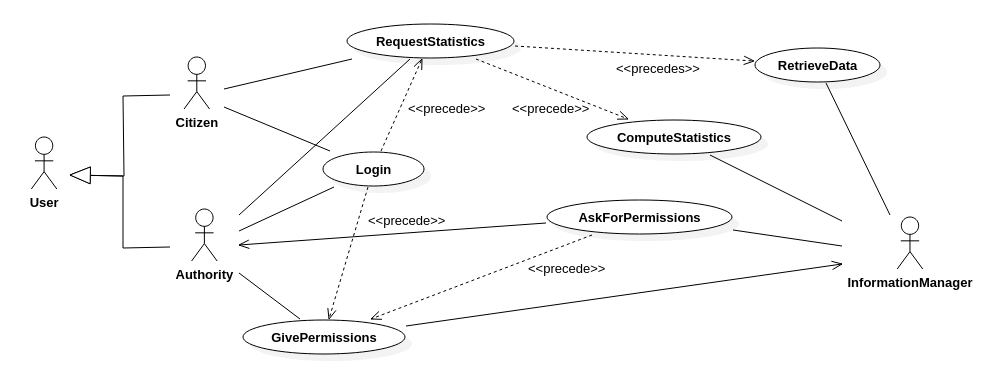 RequestStatistics
<<precedes>>
RetrieveData
<<precede>>
<<precede>>
Citizen
ComputeStatistics
Login
User
<<precede>>
AskForPermissions
Authority
<<precede>>
InformationManager
GivePermissions